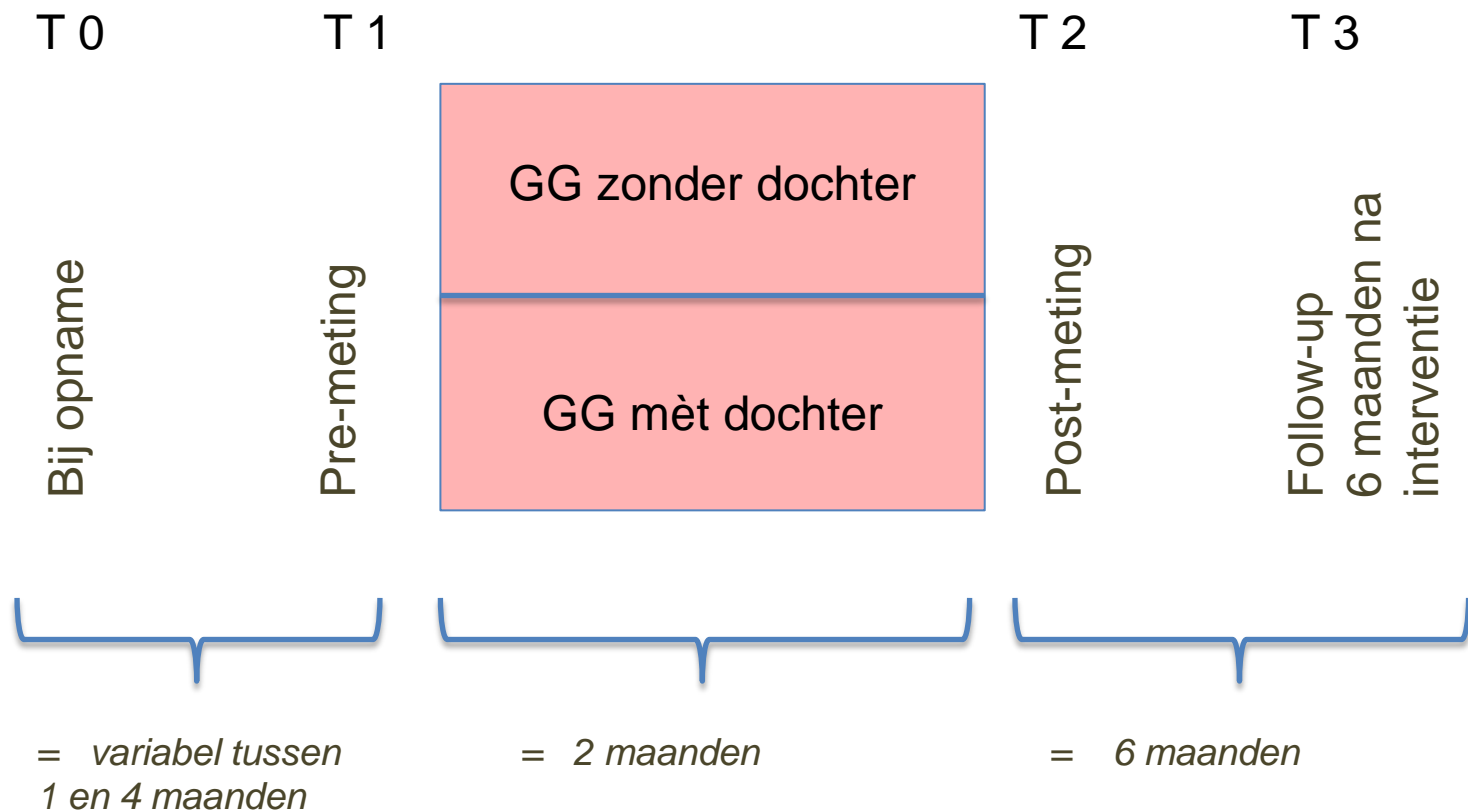 T 0
T 1
T 2
T 3
Bij opname
Pre-meting
GG zonder dochter
GG mèt dochter
Post-meting
Follow-up
6 maanden na
interventie
= variabel tussen
1 en 4 maanden
= 2 maanden
= 6 maanden